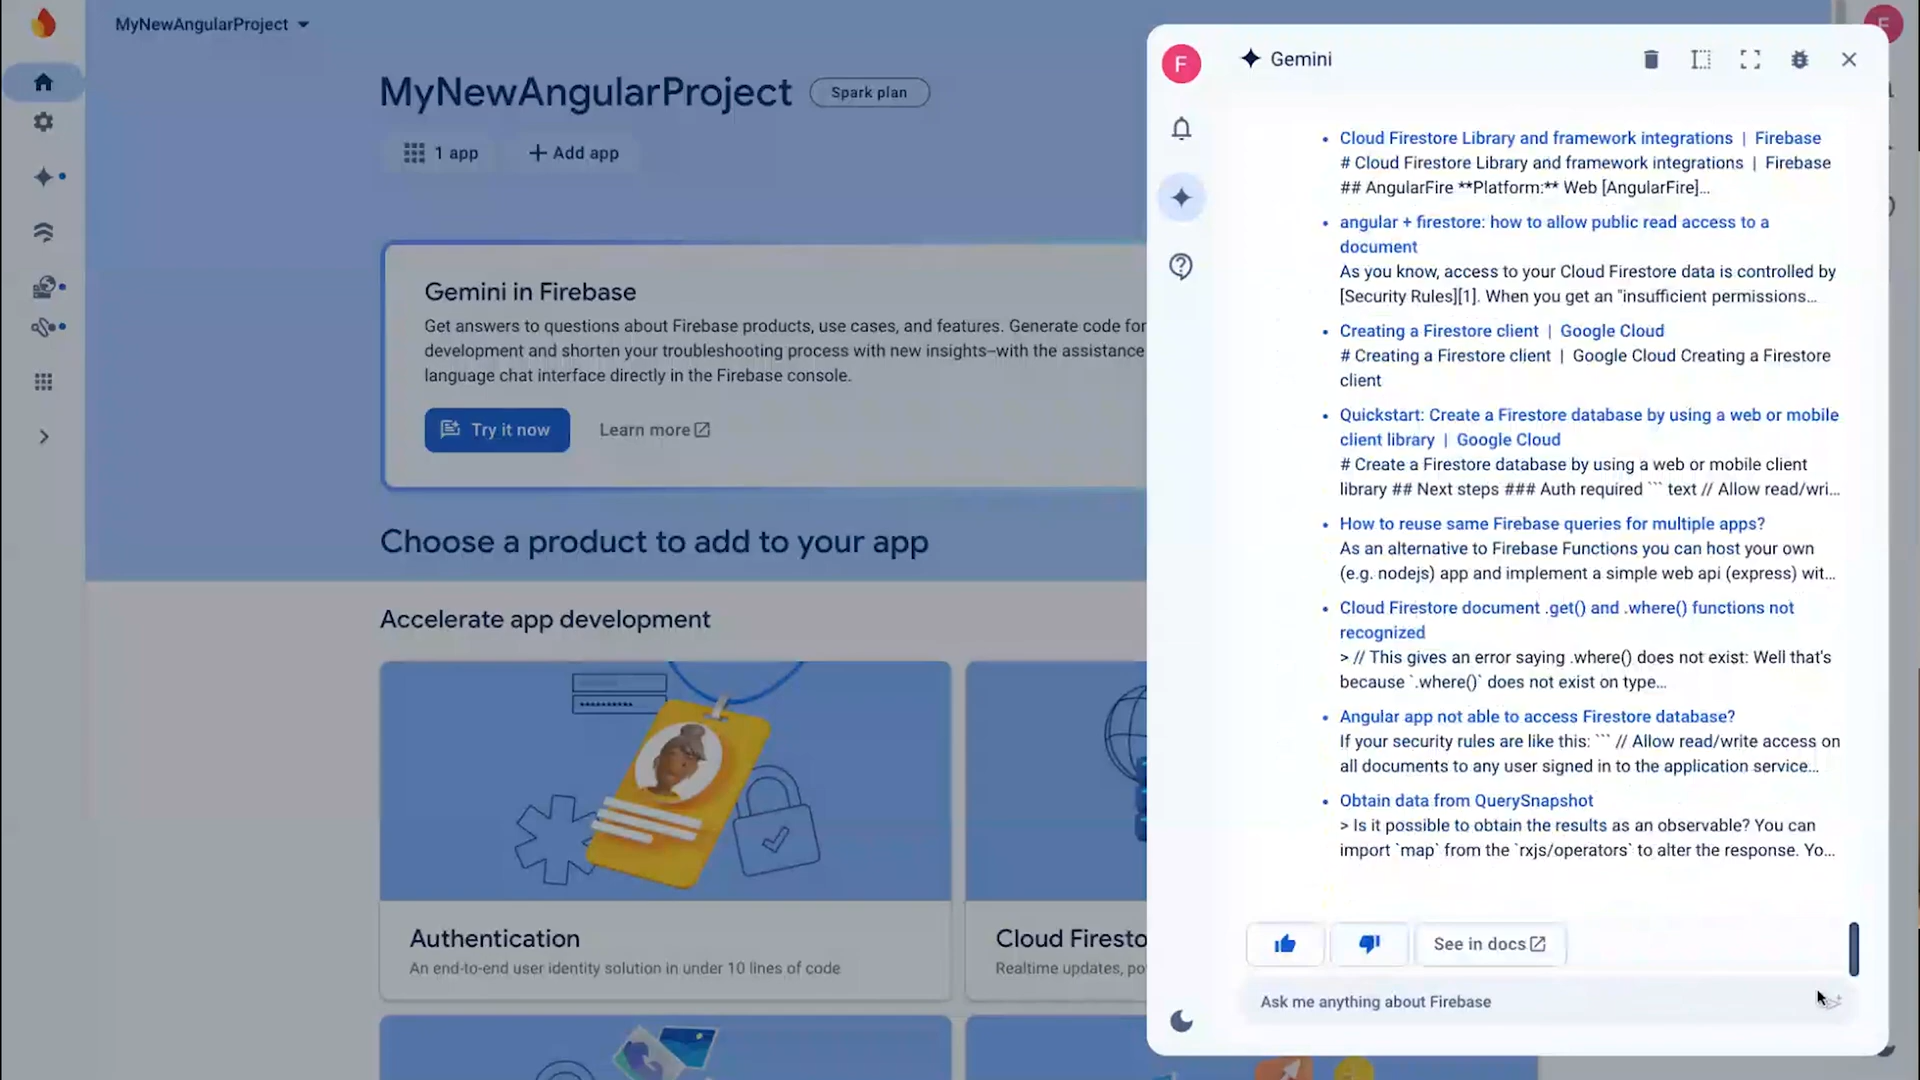 MyNewAngularProject
MyNewAngularProject
Spark plan
1 app
+ Add app
Gemini in Firebase
Get answers to questions about Firebase products, use cases, and features. Generate code for
development and shorten your troubleshooting process with new insights–with the assistance
language chat interface directly in the Firebase console.
Try it now
Learn more
Choose a product to add to your app
Accelerate app development
Authentication
An end-to-end user identity solution in under 10 lines of code
Cloud Firesto
Realtime updates, po
F
Gemini
• Cloud Firestore Library and framework integrations | Firebase
# Cloud Firestore Library and framework integrations | Firebase
## AngularFire **Platform:** Web [AngularFire]...
• angular + firestore: how to allow public read access to a
document
As you know, access to your Cloud Firestore data is controlled by
[Security Rules][1]. When you get an "insufficient permissions...
• Creating a Firestore client | Google Cloud
# Creating a Firestore client | Google Cloud Creating a Firestore
client
• Quickstart: Create a Firestore database by using a web or mobile
client library | Google Cloud
# Create a Firestore database by using a web or mobile client
library ## Next steps ### Auth required ``` text // Allow read/wri...
• How to reuse same Firebase queries for multiple apps?
As an alternative to Firebase Functions you can host your own
(e.g. nodejs) app and implement a simple web api (express) wit...
• Cloud Firestore document .get() and .where() functions not
recognized
> // This gives an error saying .where() does not exist: Well that's
because `.where()` does not exist on type...
• Angular app not able to access Firestore database?
If your security rules are like this: ``` // Allow read/write access on
all documents to any user signed in to the application service...
• Obtain data from QuerySnapshot
> Is it possible to obtain the results as an observable? You can
import `map` from the `rxjs/operators` to alter the response. Yo...
See in docs
Ask me anything about Firebase